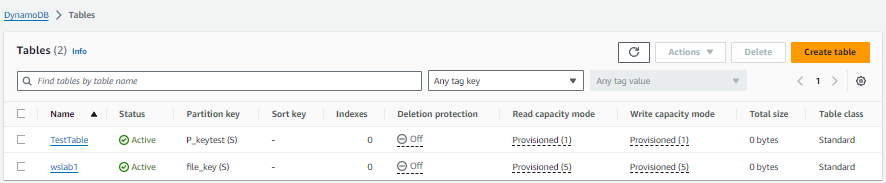 DynamoDB > Tables
Tables (2) Info
Actions Delete Create table
Find tables by table name Any tag key Any tag value 1
Name Status Partition key Sort key Indexes Deletion protection Read capacity mode Write capacity mode Total size Table class
TestTable Active P_keytest (S) - 0 Off Provisioned (1) Provisioned (1) 0 bytes Standard
wslab1 Active file_key (S) - 0 Off Provisioned (5) Provisioned (5) 0 bytes Standard